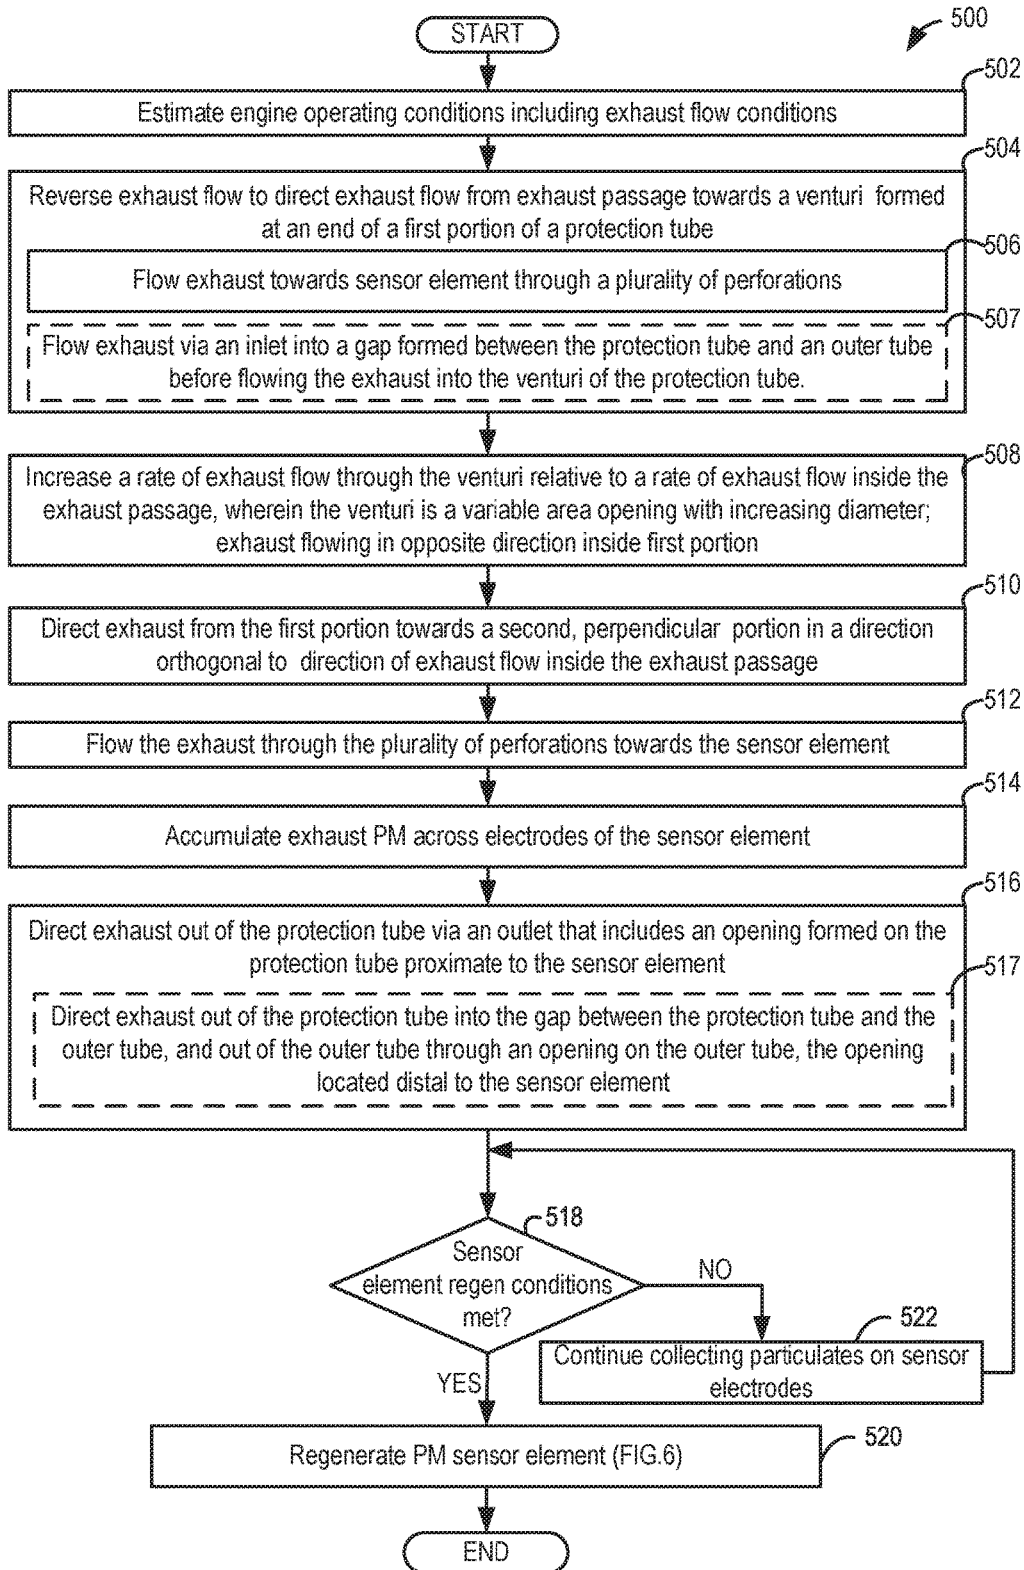 START
500
502
Estimate engine operating conditions including exhaust flow conditions
504
Reverse exhaust flow to direct exhaust flow from exhaust passage towards a venturi formed
at an end of a first portion of a protection tube
506
Flow exhaust towards sensor element through a plurality of perforations
507
Flow exhaust via an inlet into a gap formed between the protection tube and an outer tube
before flowing the exhaust into the venturi of the protection tube.
508
Increase a rate of exhaust flow through the venturi relative to a rate of exhaust flow inside the
exhaust passage, wherein the venturi is a variable area opening with increasing diameter;
exhaust flowing in opposite direction inside first portion
510
Direct exhaust from the first portion towards a second, perpendicular portion in a direction
orthogonal to direction of exhaust flow inside the exhaust passage
512
Flow the exhaust through the plurality of perforations towards the sensor element
514
Accumulate exhaust PM across electrodes of the sensor element
516
Direct exhaust out of the protection tube via an outlet that includes an opening formed on the
protection tube proximate to the sensor element
517
Direct exhaust out of the protection tube into the gap between the protection tube and the
outer tube, and out of the outer tube through an opening on the outer tube, the opening
located distal to the sensor element
518
Sensor
element regen conditions
met?
NO
522
Continue collecting particulates on sensor
electrodes
YES
520
Regenerate PM sensor element (FIG.6)
END